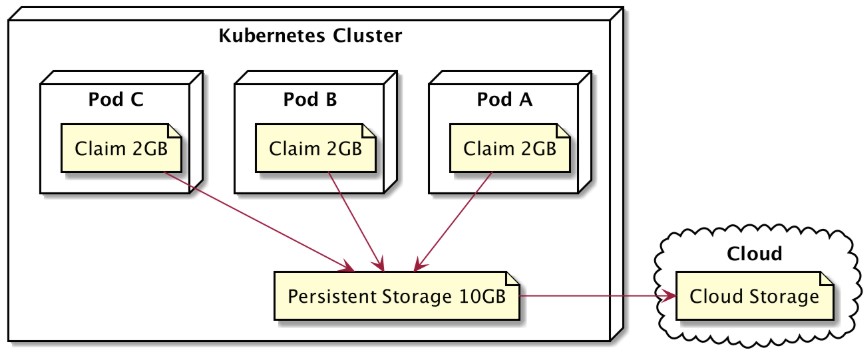 Kubernetes Cluster
Pod C
Pod B
Pod A
Claim 2GB
Claim 2GB
Claim 2GB
Cloud
Persistent Storage 10GB
Cloud Storage